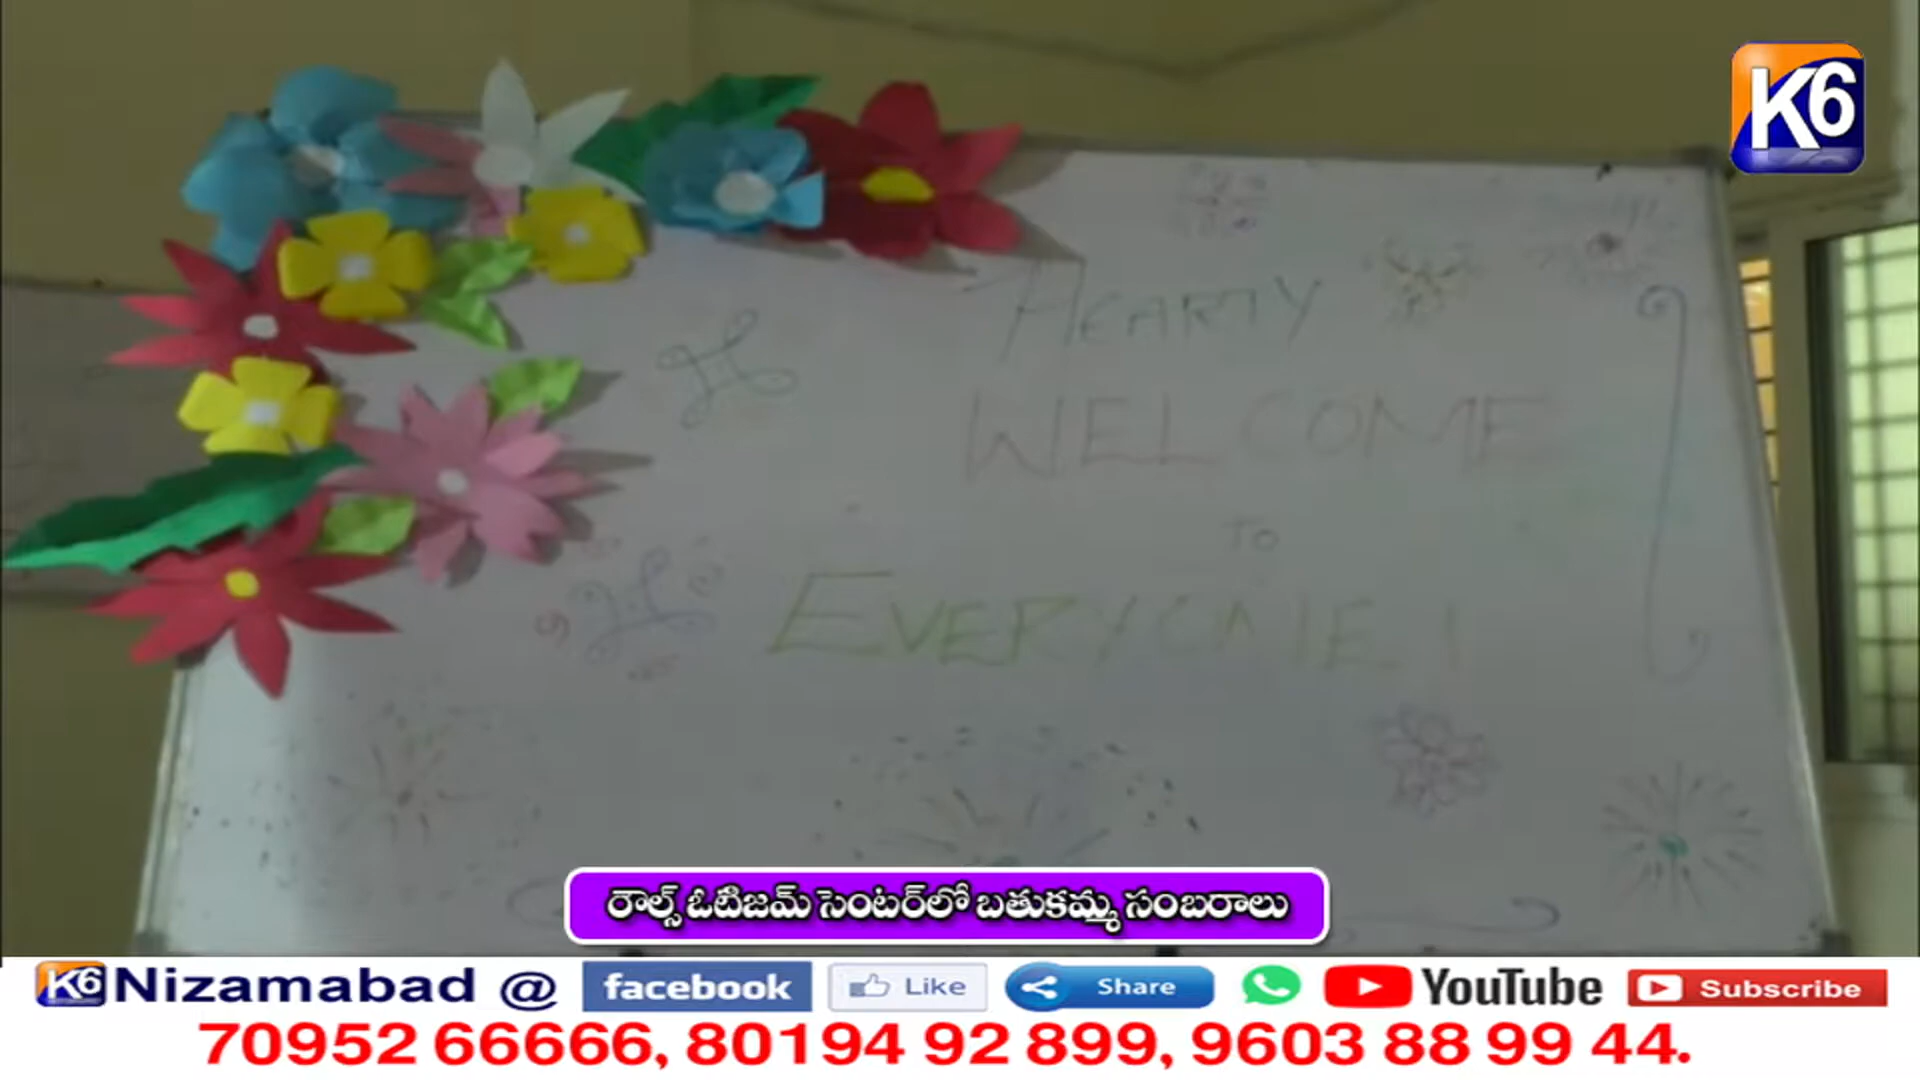 K6
HEARTY
WELCOME
TO
EVERYONE!
రౌల్స్ ఓటిజమ్ సెంటర్‌లో బతుకమ్మ సంబరాలు
K6 Nizamabad @ facebook Like Share YouTube Subscribe
70952 66666, 80194 92 899, 9603 88 99 44.